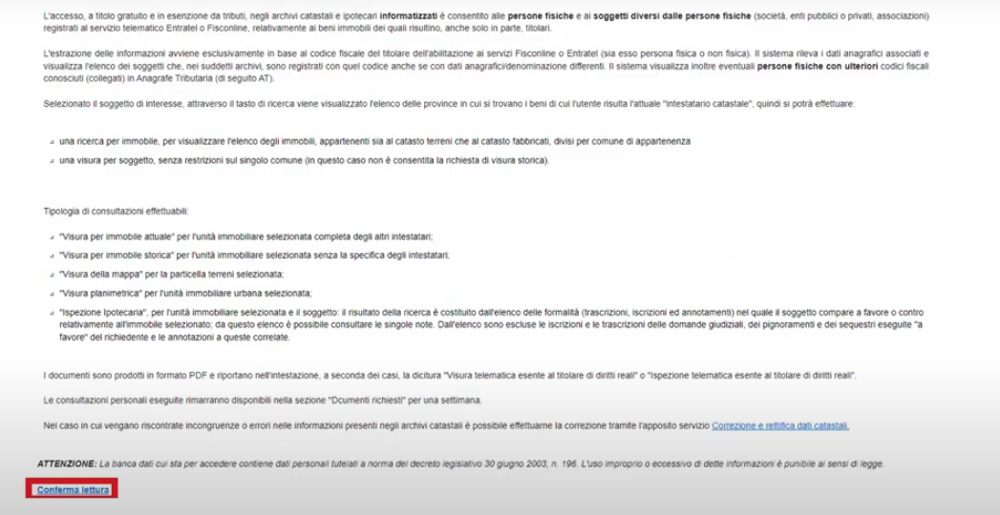 L'accesso, a titolo gratuito e in esenzione da tributi, negli archivi catastali e ipotecari informatizzati è consentito alle persone fisiche e ai soggetti diversi dalle persone fisiche (società, enti pubblici o privati, associazioni)
registrati al servizio telematico Entratel o Fisconline, relativamente ai beni immobili dei quali risultino, anche solo in parte, titolari.
L'estrazione delle informazioni avviene esclusivamente in base al codice fiscale del titolare dell'abilitazione ai servizi Fisconline o Entratel (sia esso persona fisica o non fisica). Il sistema rileva i dati anagrafici associati e
visualizza l'elenco dei soggetti che, nei suddetti archivi, sono registrati con quel codice anche se con dati anagrafici/denominazione differenti. Il sistema visualizza inoltre eventuali persone fisiche con ulteriori codici fiscali
conosciuti (collegati) in Anagrafe Tributaria (di seguito AT).
Selezionato il soggetto di interesse, attraverso il tasto di ricerca viene visualizzato l'elenco delle province in cui si trovano i beni di cui l'utente risulta l'attuale "intestatario catastale", quindi si potrà effettuare:
una ricerca per immobile, per visualizzare l'elenco degli immobili, appartenenti sia al catasto terreni che al catasto fabbricati, divisi per comune di appartenenza
una visura per soggetto, senza restrizioni sul singolo comune (in questo caso non è consentita la richiesta di visura storica).
Tipologia di consultazioni effettuabili:
"Visura per immobile attuale" per l'unità immobiliare selezionata completa degli altri intestatari;
"Visura per immobile storica" per l'unità immobiliare selezionata senza la specifica degli intestatari;
"Visura della mappa" per la particella terreni selezionata;
"Visura planimetrica" per l'unità immobiliare urbana selezionata;
"Ispezione Ipotecaria", per l'unità immobiliare selezionata e il soggetto: il risultato della ricerca è costituito dall'elenco delle formalità (trascrizioni, iscrizioni ed annotamenti) nel quale il soggetto compare a favore o contro
relativamente all'immobile selezionato; da questo elenco è possibile consultare le singole note. Dall'elenco sono escluse le iscrizioni e le trascrizioni delle domande giudiziali, dei pignoramenti e dei sequestri eseguite "a
favore" del richiedente e le annotazioni a queste correlate.
I documenti sono prodotti in formato PDF e riportano nell'intestazione, a seconda dei casi, la dicitura "Visura telematica esente al titolare di diritti reali" o "Ispezione telematica esente al titolare di diritti reali".
Le consultazioni personali eseguite rimarranno disponibili nella sezione "Dcumenti richiesti" per una settimana.
Nel caso in cui vengano riscontrate incongruenze o errori nelle informazioni presenti negli archivi catastali è possibile effettuarne la correzione tramite l'apposito servizio Correzione e rettifica dati catastali.
ATTENZIONE: La banca dati cui sta per accedere contiene dati personali tutelati a norma del decreto legislativo 30 giugno 2003, n. 196. L'uso improprio o eccessivo di dette informazioni è punibile ai sensi di legge.
Conferma lettura